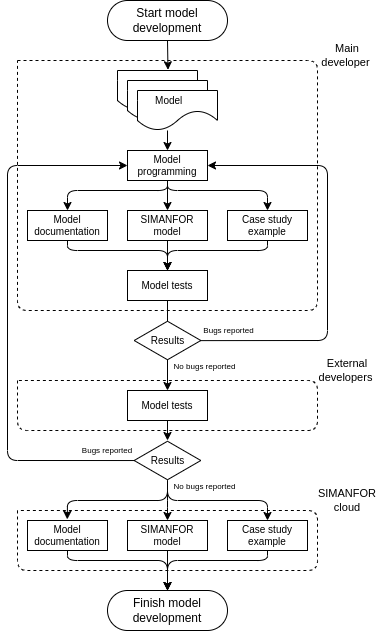 Start model
development
Main
developer
Model
Model
programming
Model
documentation
SIMANFOR
model
Case study
example
Model tests
Results
Bugs reported
No bugs reported
External
developers
Model tests
Bugs reported
Results
No bugs reported
SIMANFOR
cloud
Model
documentation
SIMANFOR
model
Case study
example
Finish model
development